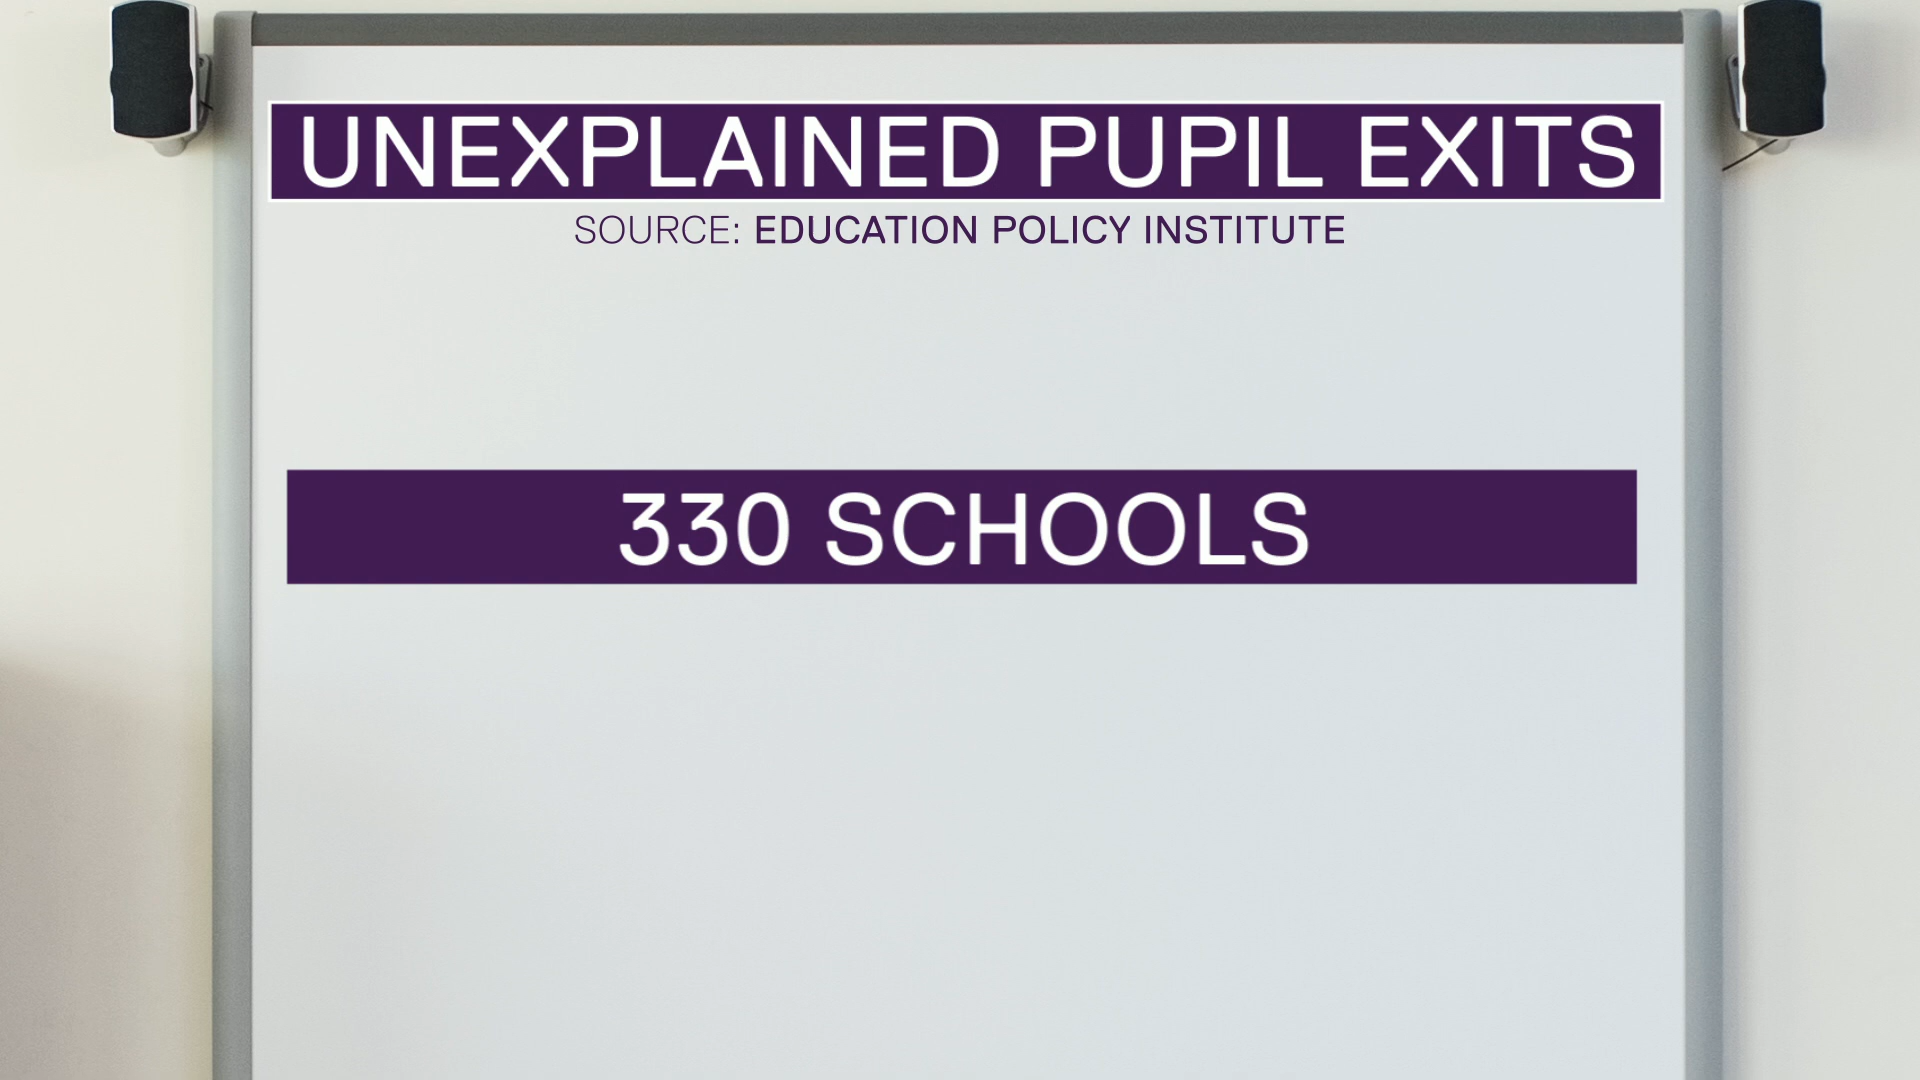 UNEXPLAINED PUPIL EXITS
SOURCE: EDUCATION POLICY INSTITUTE
330 SCHOOLS